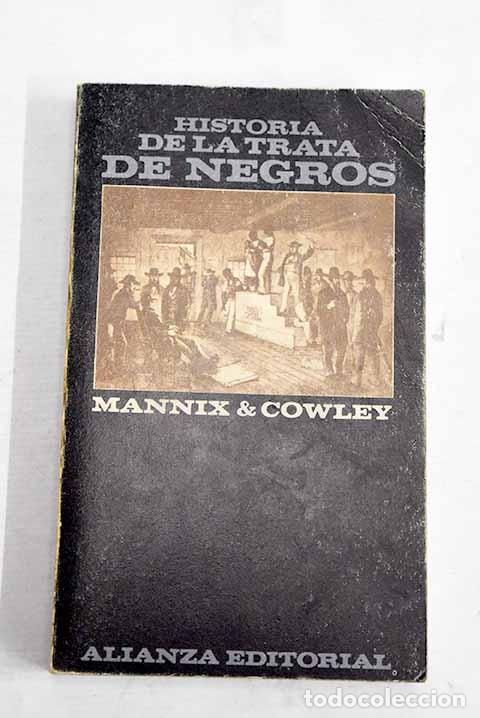 HISTORIA
DE LA TRATA
DE NEGROS
MANNIX & COWLEY
ALIANZA EDITORIAL
todocoleccion